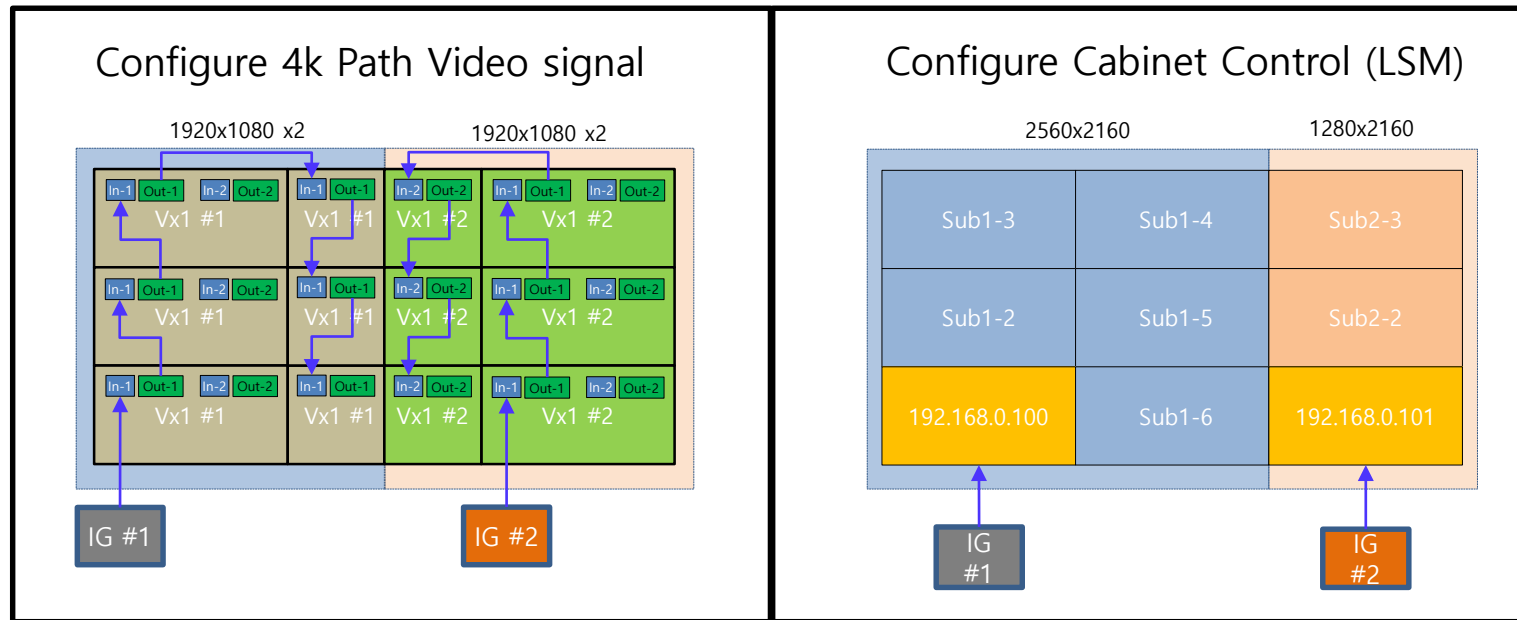 Configure 4k Path Video signal
1920x1080 x2
1920x1080 x2
In-1 Out-1 In-2 Out-2 In-1 Out-1 In-2 Out-2 In-1 Out-1 In-2 Out-2
Vx1 #1 Vx1 #1 Vx1 #2 Vx1 #2
In-1 Out-1 In-2 Out-2 In-1 Out-1 In-2 Out-2 In-1 Out-1 In-2 Out-2
Vx1 #1 Vx1 #1 Vx1 #2 Vx1 #2
In-1 Out-1 In-2 Out-2 In-1 Out-1 In-2 Out-2 In-1 Out-1 In-2 Out-2
Vx1 #1 Vx1 #1 Vx1 #2 Vx1 #2
IG #1
IG #2
Configure Cabinet Control (LSM)
2560x2160
1280x2160
Sub1-3 Sub1-4 Sub2-3
Sub1-2 Sub1-5 Sub2-2
192.168.0.100 Sub1-6 192.168.0.101
IG
#1
IG
#2